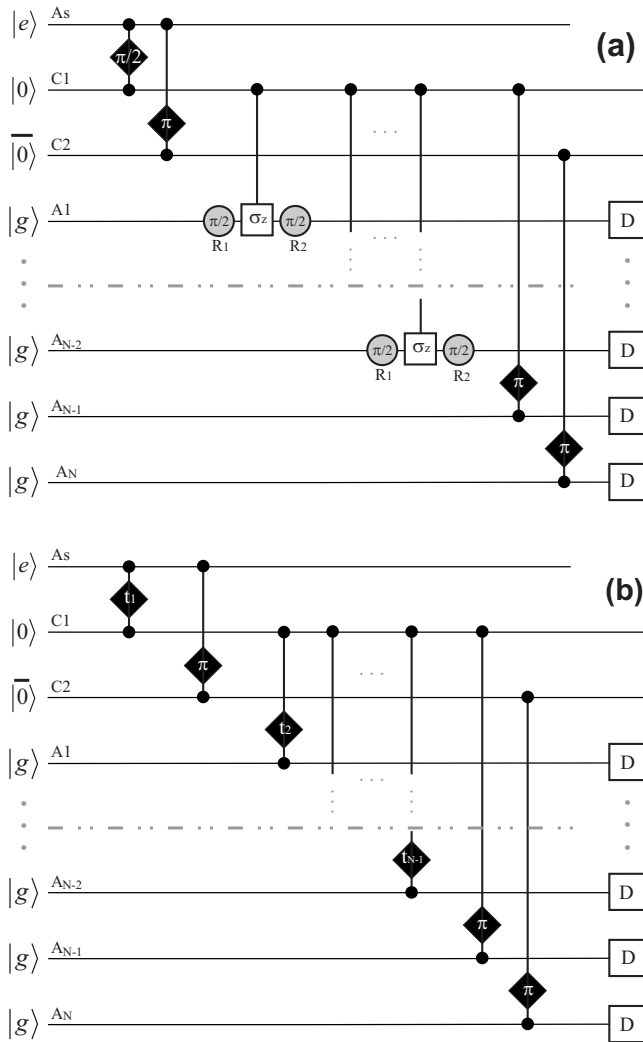 |e⟩ As
(a)
π/2
|0⟩ C1
π
|0̅⟩ C2
...
|g⟩ A1 π/2 σz π/2 D
R1 R2
...
|g⟩ AN-2 π/2 σz π/2 D
R1 R2
π
|g⟩ AN-1 D
π
|g⟩ AN D
|e⟩ As
(b)
t1
|0⟩ C1
π
|0̅⟩ C2
...
t2
|g⟩ A1 D
...
tN-1
|g⟩ AN-2 D
π
|g⟩ AN-1 D
π
|g⟩ AN D